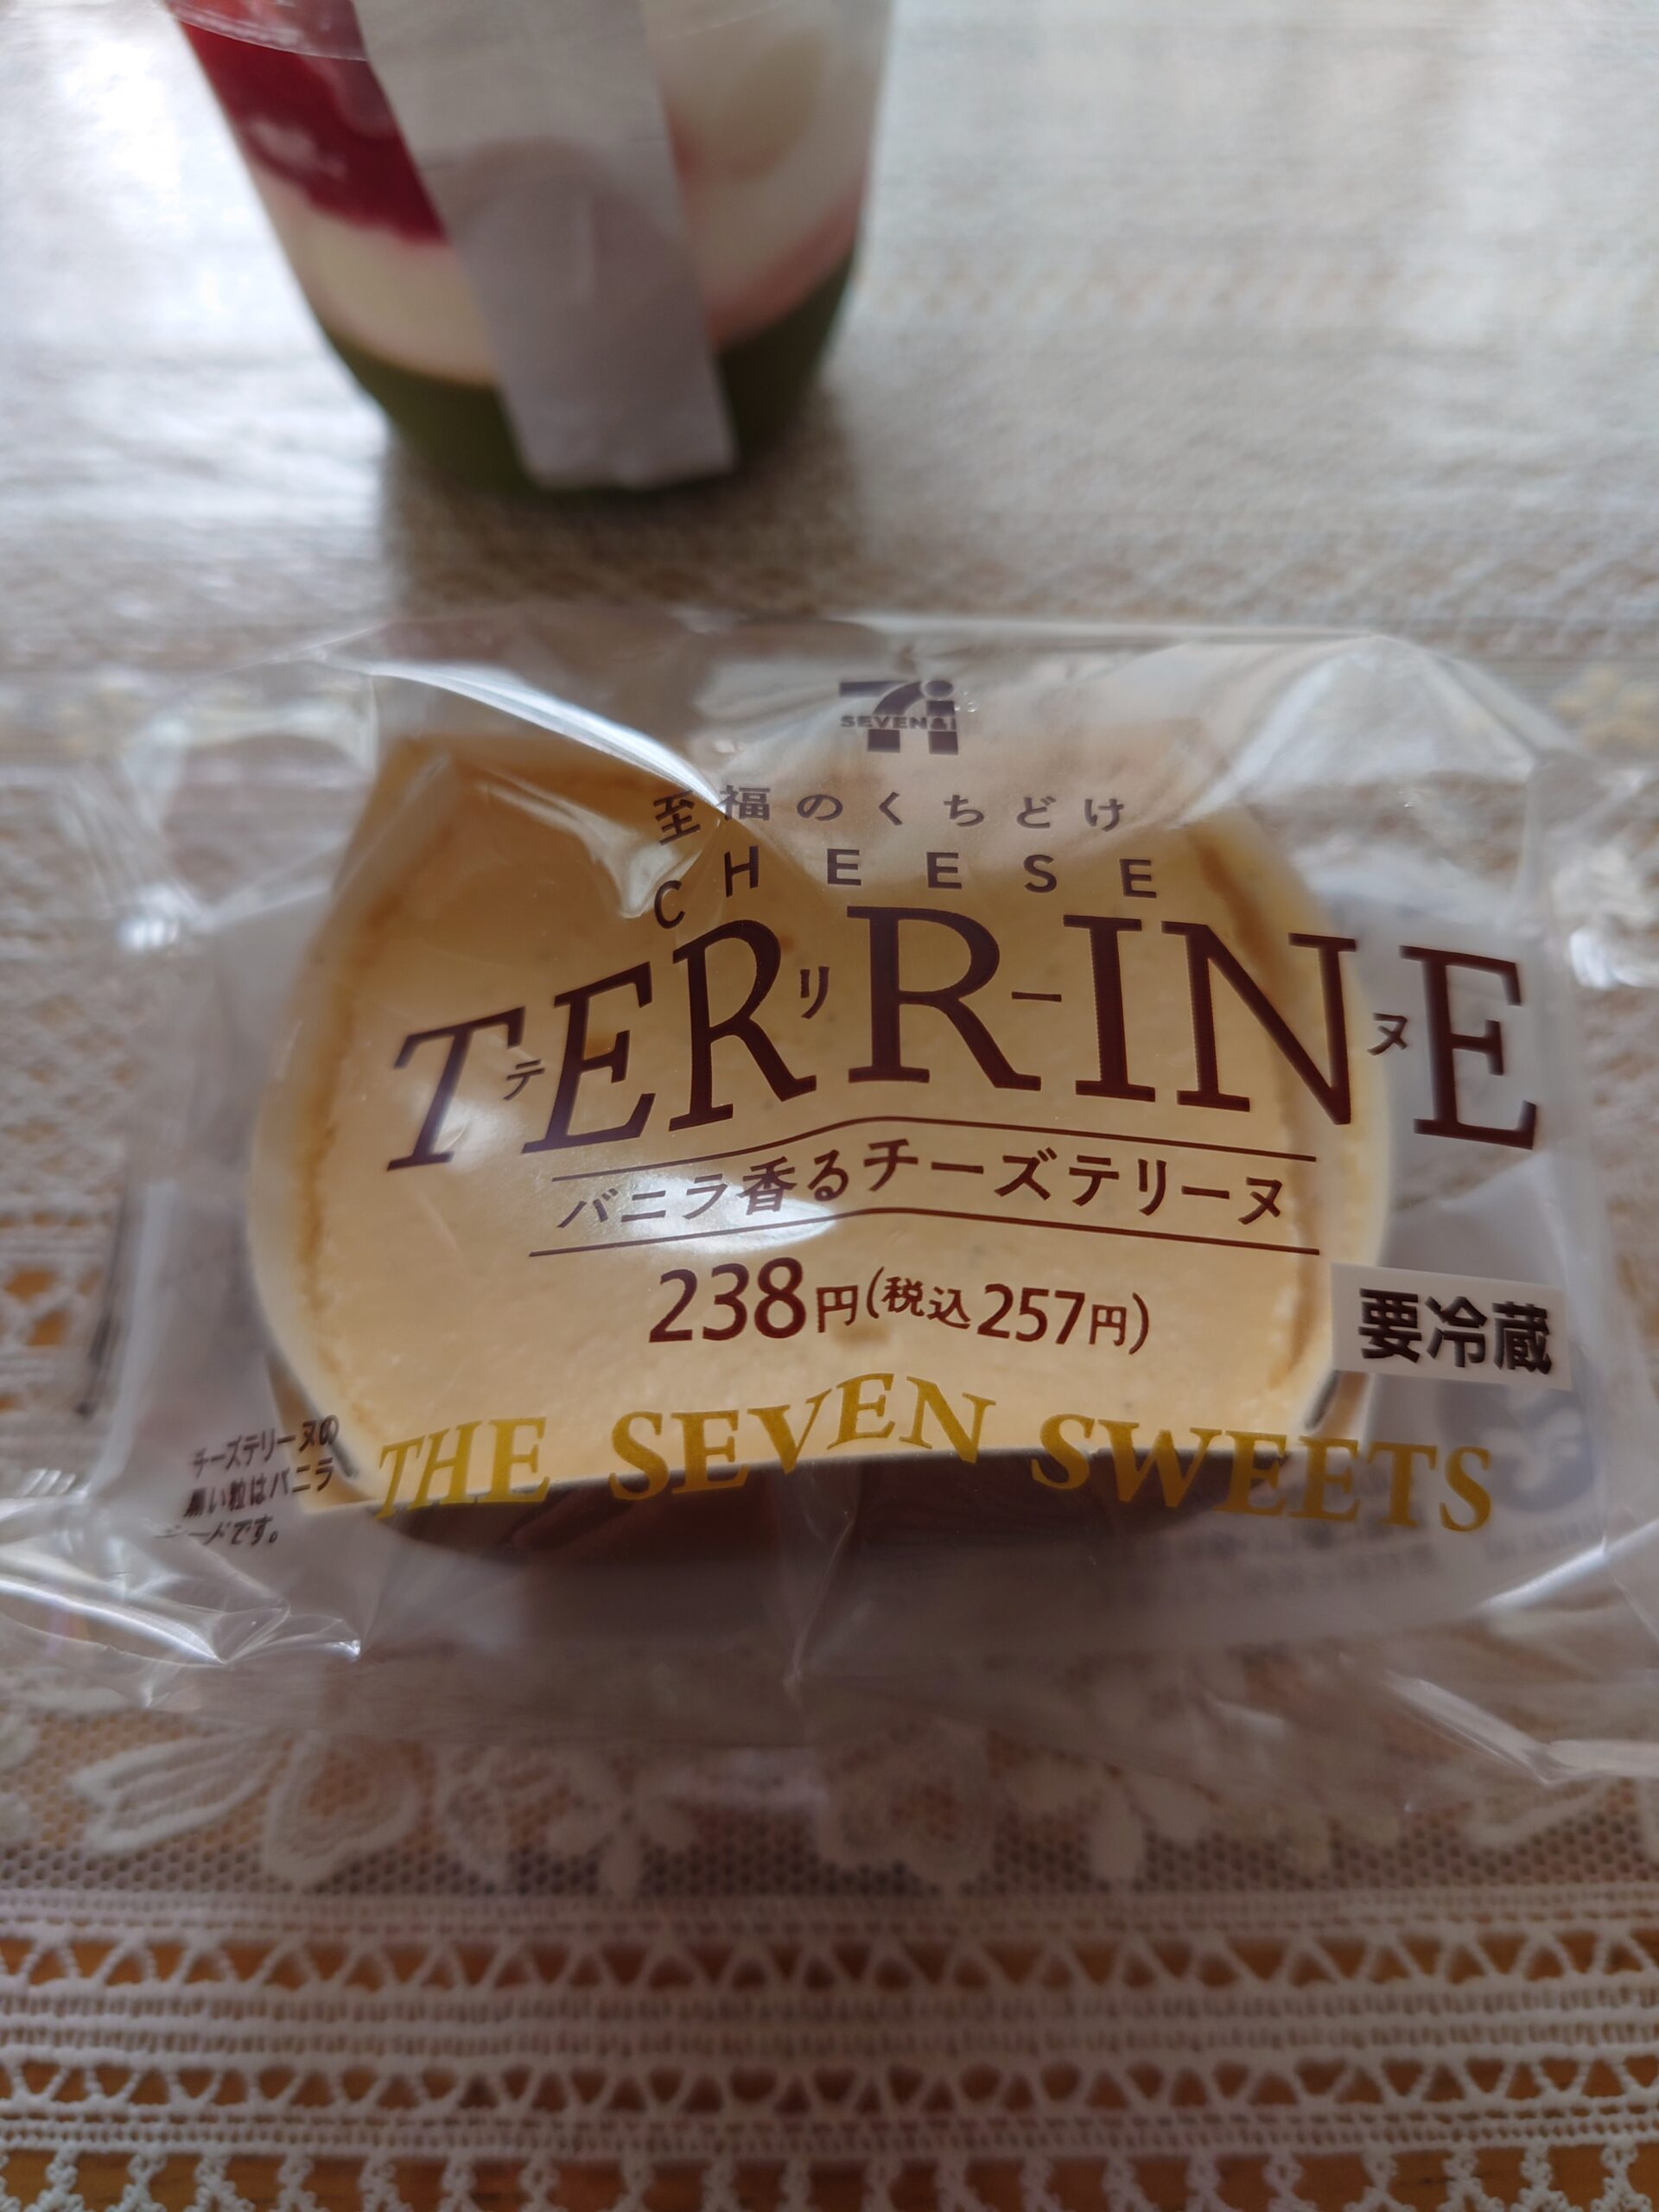 SEVEN&i
至福のくちどけ
CHEESE
TERRINE
テリーヌ
バニラ香るチーズテリーヌ
238円(税込257円)
要冷蔵
THE SEVEN SWEETS
チーズテリーヌの
黒い粒はバニラ
ードです。